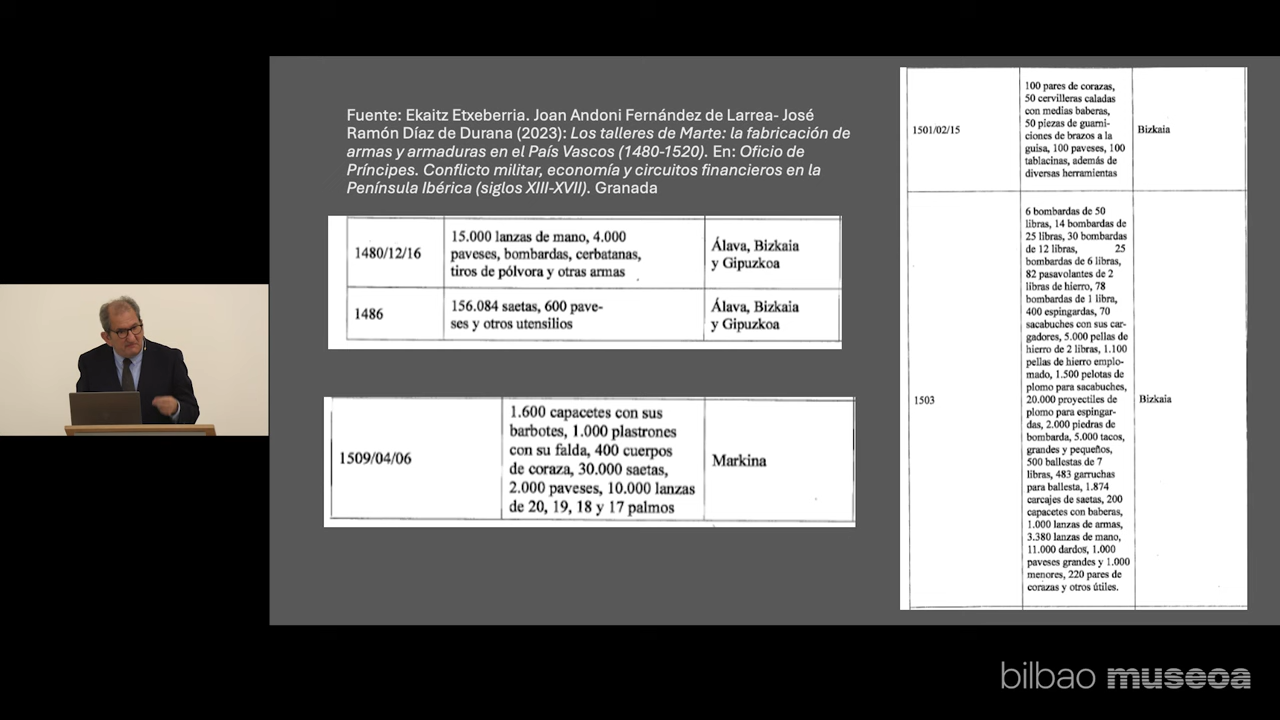 Fuente: Ekaitz Etxeberria. Joan Andoni Fernández de Larrea- José
Ramón Díaz de Durana (2023): Los talleres de Marte: la fabricación de
armas y armaduras en el País Vascos (1480-1520). En: Oficio de
Príncipes. Conflicto militar, economía y circuitos financieros en la
Península Ibérica (siglos XIII-XVII). Granada
1480/12/16
15.000 lanzas de mano, 4.000
paveses, bombardas, cerbatanas,
tiros de pólvora y otras armas
Álava, Bizkaia
y Gipuzkoa
1486
156.084 saetas, 600 pave-
ses y otros utensilios
Álava, Bizkaia
y Gipuzkoa
1509/04/06
1.600 capacetes con sus
barbotes, 1.000 plastrones
con su falda, 400 cuerpos
de coraza, 30.000 saetas,
2.000 paveses, 10.000 lanzas
de 20, 19, 18 y 17 palmos
Markina
1501/02/15
100 pares de corazas,
50 cervilleras caladas
con medias baberas,
50 piezas de guarni-
ciones de brazos a la
guisa, 100 paveses, 100
tablacinas, además de
diversas herramientas
Bizkaia
1503
6 bombardas de 50
libras, 14 bombardas de
25 libras, 30 bombardas
de 12 libras, 25
bombardas de 6 libras,
82 pasavolantes de 2
libras de hierro, 78
bombardas de 1 libra,
400 espingardas, 70
sacabuches con sus car-
gadores, 5.000 pellas de
hierro de 2 libras, 1.100
pellas de hierro emplo-
mado, 1.500 pelotas de
plomo para sacabuches,
20.000 proyectiles de
plomo para espingar-
das, 2.000 piedras de
bombarda, 5.000 tacos,
grandes y pequeños,
500 ballestas de 7
libras, 483 garruchas
para ballesta, 1.874
carcajes de saetas, 200
capacetes con baberas,
1.000 lanzas de armas,
3.380 lanzas de mano,
11.000 dardos, 1.000
paveses grandes y 1.000
menores, 220 pares de
corazas y otros útiles.
Bizkaia
bilbao museoa